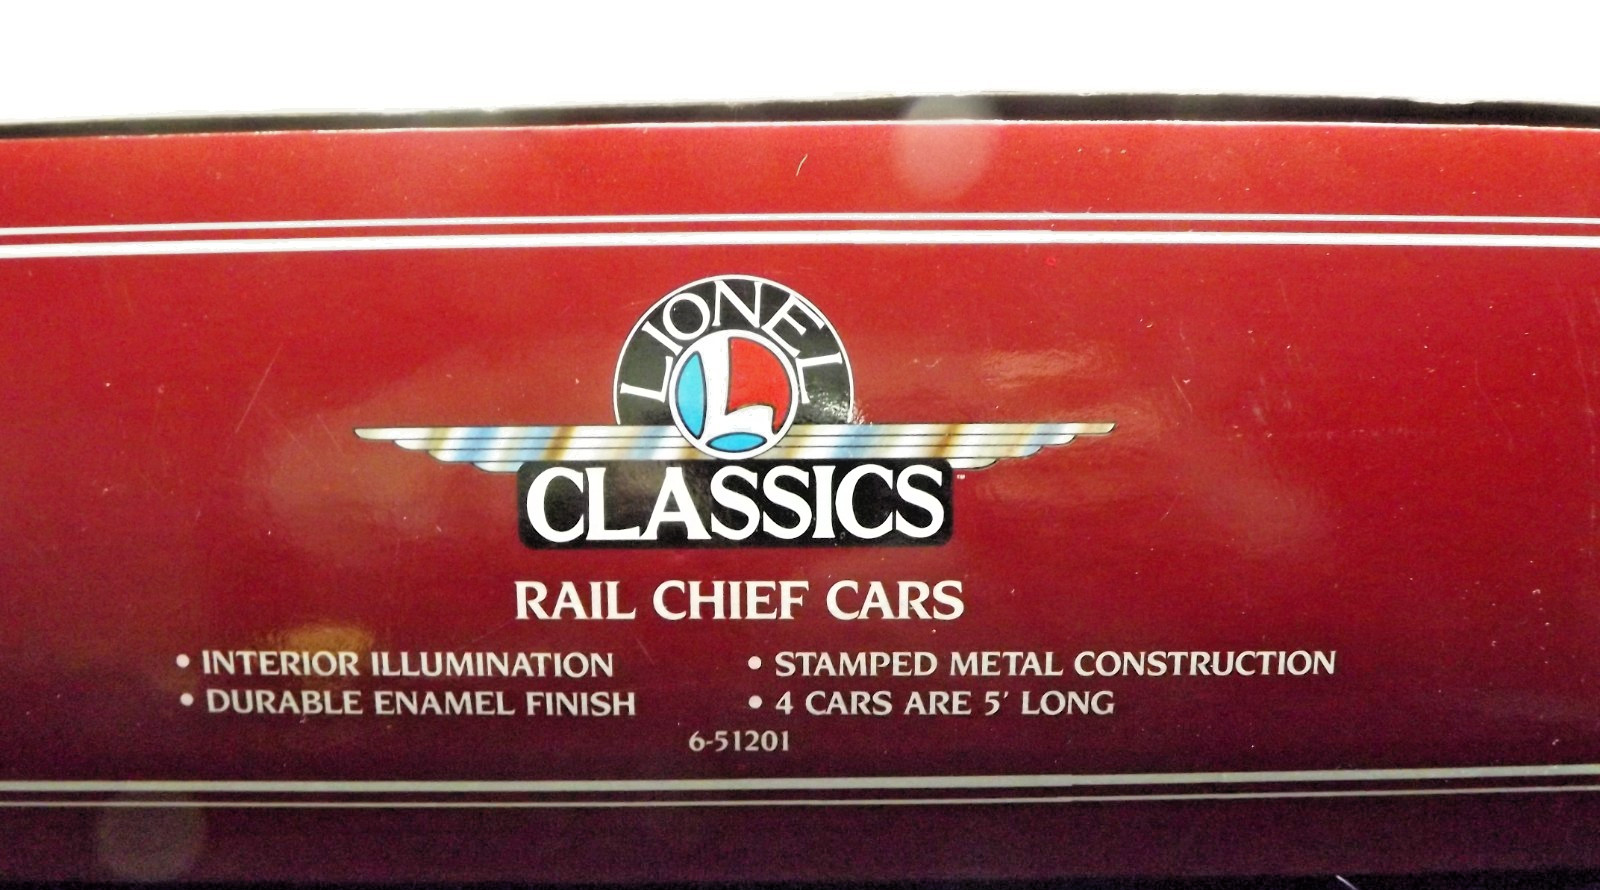 LIONEL
L
CLASSICS™
RAIL CHIEF CARS
• INTERIOR ILLUMINATION
• DURABLE ENAMEL FINISH
• STAMPED METAL CONSTRUCTION
• 4 CARS ARE 5' LONG
6-51201